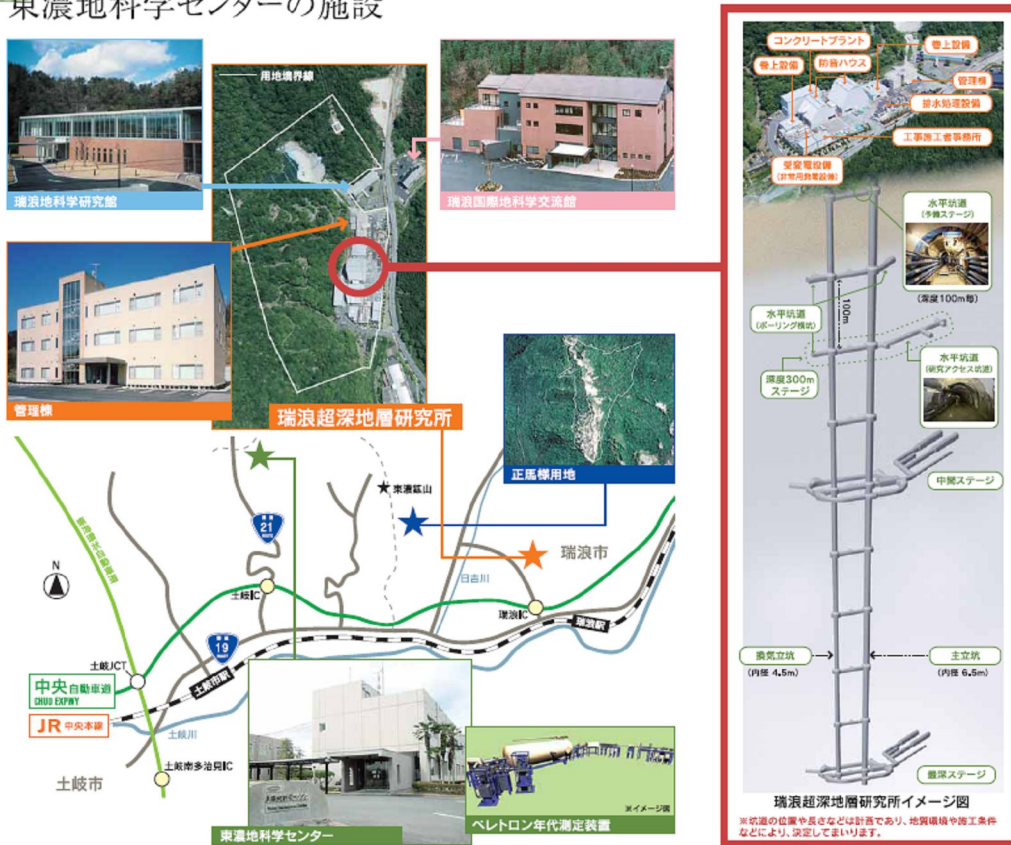 東濃地科学センターの施設
用地境界線
瑞浪地科学研究館
瑞浪国際地科学交流館
管理棟
瑞浪超深地層研究所
正馬様用地
東濃鉱山
国道
21
ROUTE
瑞浪市
日吉川
N
土岐IC
瑞浪IC
瑞浪駅
国道
19
ROUTE
土岐市駅
土岐JCT
東海環状自動車道
中央自動車道
CHUO EXPWY
JR 中央本線
土岐川
土岐南多治見IC
土岐市
東濃地科学センター
※イメージ図
ペレトロン年代測定装置
コンクリートプラント
巻上設備
巻上設備
防音ハウス
管理棟
排水処理設備
工事施工者事務所
受変電設備
(非常用発電設備)
水平坑道
(予備ステージ)
(深度100m毎)
水平坑道
(ボーリング横坑)
100m
水平坑道
(研究アクセス坑道)
深度300m
ステージ
中間ステージ
換気立坑
(内径 4.5m)
主立坑
(内径 6.5m)
最深ステージ
瑞浪超深地層研究所イメージ図
※坑道の位置や長さなどは計画であり、地質環境や施工条件
などにより、決定してまいります。